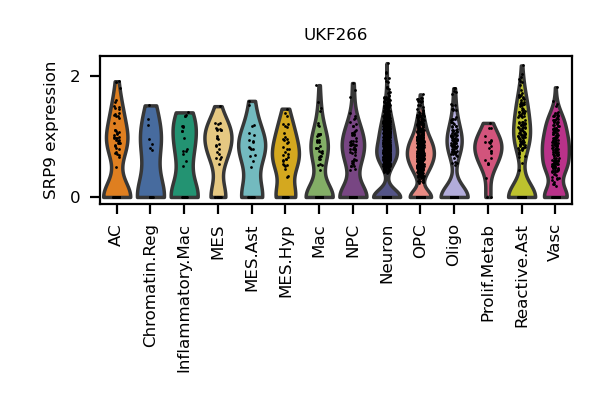 UKF266
SRP9 expression
2
0
AC
Chromatin.Reg
Inflammatory.Mac
MES
MES.Ast
MES.Hyp
Mac
NPC
Neuron
OPC
Oligo
Prolif.Metab
Reactive.Ast
Vasc